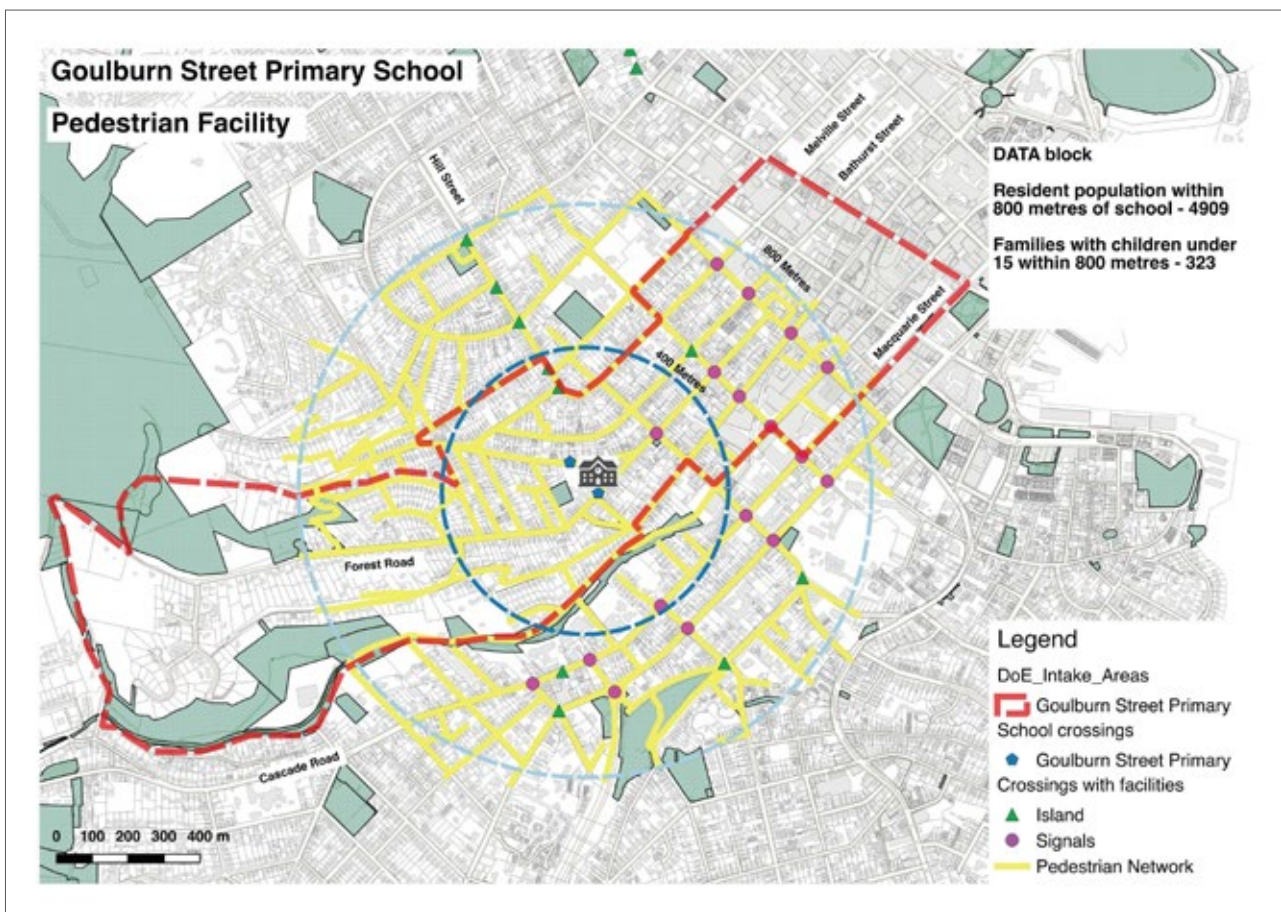 Goulburn Street Primary School
Pedestrian Facility
Hill Street
Melville Street
Bathurst Street
800 Metres
Macquarie Street
400 Metres
Forest Road
Cascade Road
0 100 200 300 400 m
DATA block
Resident population within
800 metres of school - 4909
Families with children under
15 within 800 metres - 323
Legend
DoE_Intake_Areas
Goulburn Street Primary
School crossings
Goulburn Street Primary
Crossings with facilities
Island
Signals
Pedestrian Network